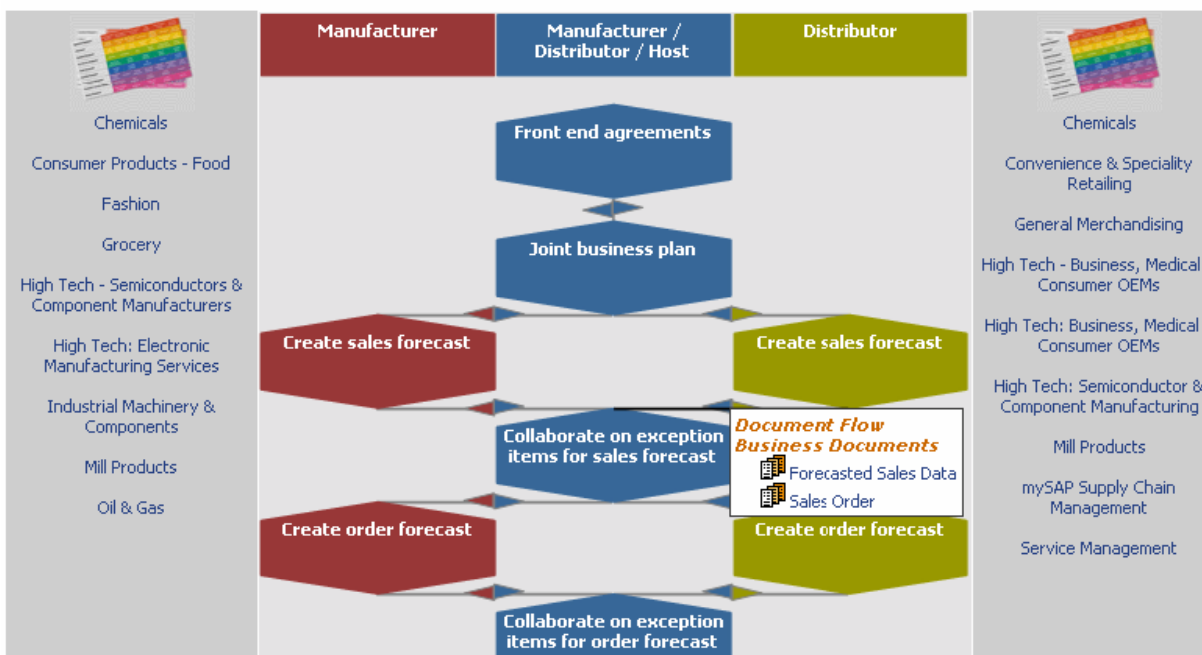 Manufacturer
Manufacturer /
Distributor / Host
Distributor
Chemicals
Consumer Products - Food
Fashion
Grocery
High Tech - Semiconductors &
Component Manufacturers
High Tech: Electronic
Manufacturing Services
Industrial Machinery &
Components
Mill Products
Oil & Gas
Front end agreements
Joint business plan
Create sales forecast
Create sales forecast
Collaborate on exception
items for sales forecast
Document Flow
Business Documents
Forecasted Sales Data
Sales Order
Create order forecast
Create order forecast
Collaborate on exception
items for order forecast
Chemicals
Convenience & Speciality
Retailing
General Merchandising
High Tech - Business, Medical
Consumer OEMs
High Tech: Business, Medical
Consumer OEMs
High Tech: Semiconductor &
Component Manufacturing
Mill Products
mySAP Supply Chain
Management
Service Management